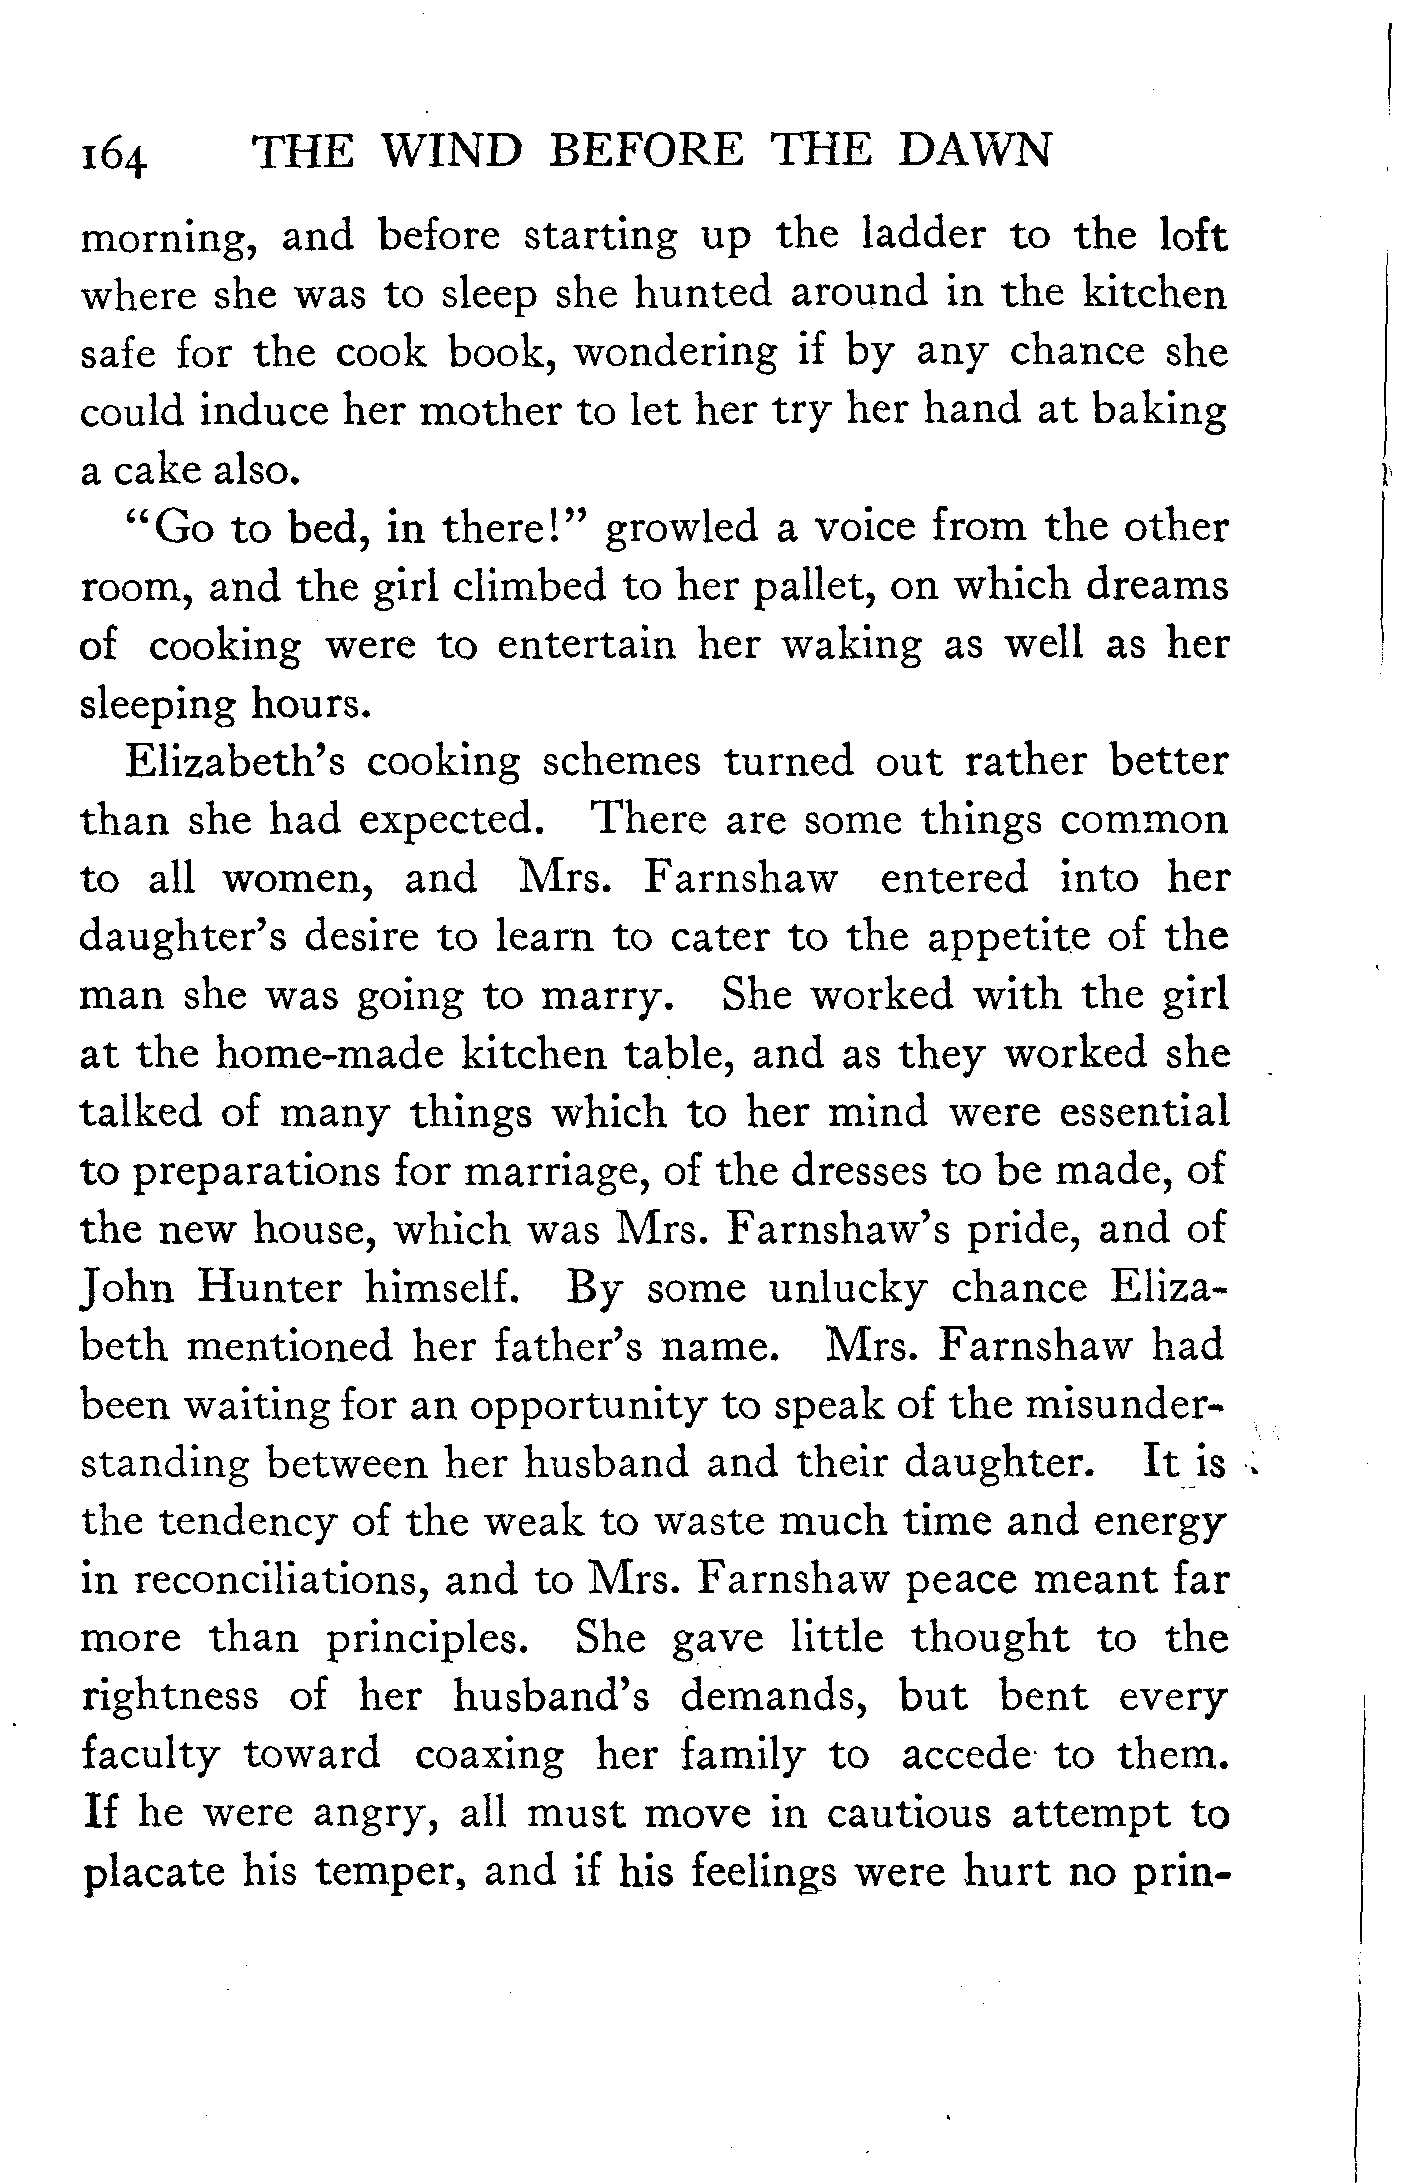 164 THE WIND BEFORE THE DAWN
morning, and before starting up the ladder to the loft
where she was to sleep she hunted around in the kitchen
safe for the cook book, wondering if by any chance she
could induce her mother to let her try her hand at baking
a cake also.
“Go to bed, in there!” growled a voice from the other
room, and the girl climbed to her pallet, on which dreams
of cooking were to entertain her waking as well as her
sleeping hours.
Elizabeth’s cooking schemes turned out rather better
than she had expected. There are some things common
to all women, and Mrs. Farnshaw entered into her
daughter’s desire to learn to cater to the appetite of the
man she was going to marry. She worked with the girl
at the home-made kitchen table, and as they worked she
talked of many things which to her mind were essential
to preparations for marriage, of the dresses to be made, of
the new house, which was Mrs. Farnshaw’s pride, and of
John Hunter himself. By some unlucky chance Eliza-
beth mentioned her father’s name. Mrs. Farnshaw had
been waiting for an opportunity to speak of the misunder-
standing between her husband and their daughter. It is
the tendency of the weak to waste much time and energy
in reconciliations, and to Mrs. Farnshaw peace meant far
more than principles. She gave little thought to the
rightness of her husband’s demands, but bent every
faculty toward coaxing her family to accede to them.
If he were angry, all must move in cautious attempt to
placate his temper, and if his feelings were hurt no prin-